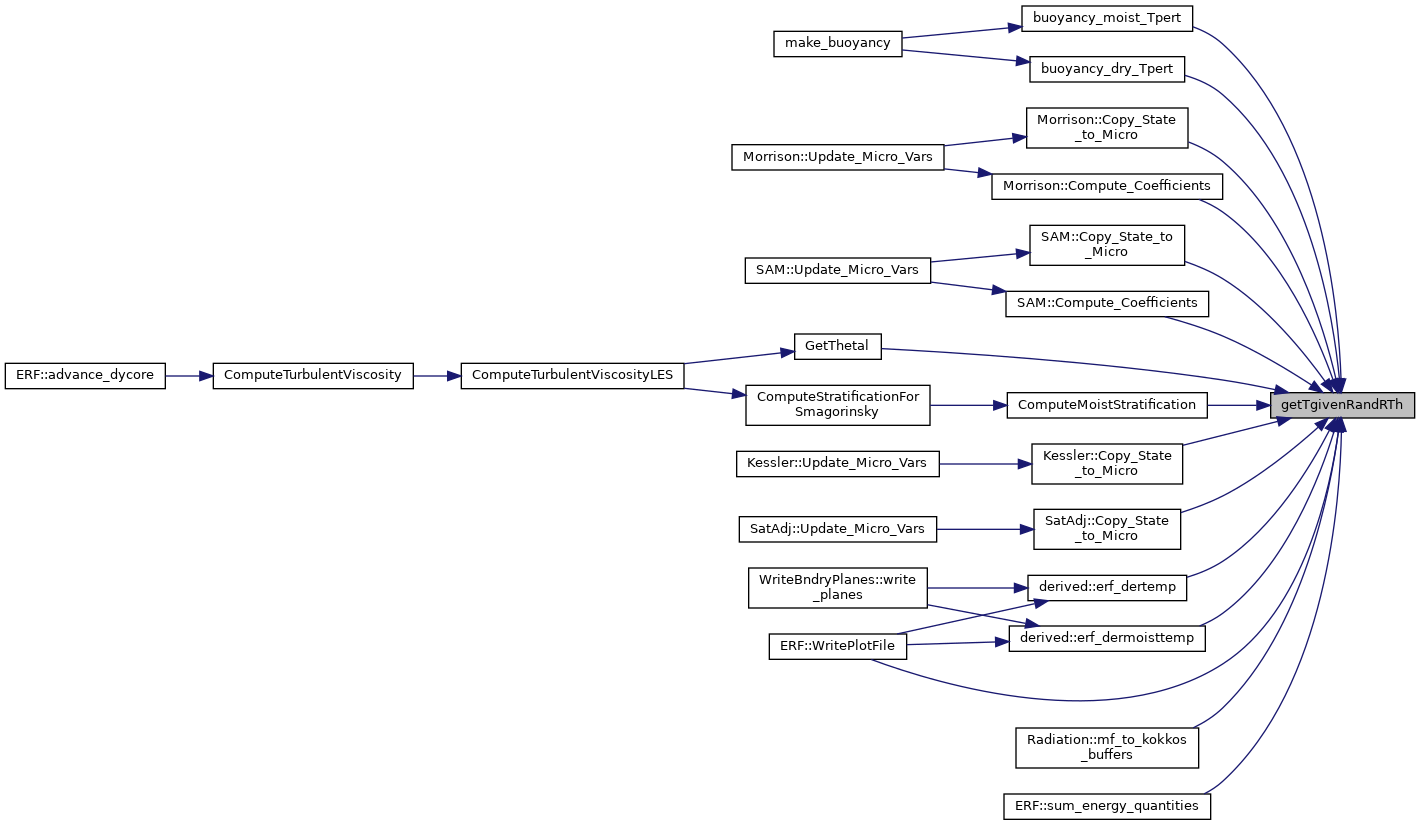 buoyancy_moist_Tpert
make_buoyancy
buoyancy_dry_Tpert
Morrison::Copy_State
_to_Micro
Morrison::Update_Micro_Vars
Morrison::Compute_Coefficients
SAM::Copy_State_to
_Micro
SAM::Update_Micro_Vars
SAM::Compute_Coefficients
GetThetal
ERF::advance_dycore
ComputeTurbulentViscosity
ComputeTurbulentViscosityLES
ComputeStratificationFor
Smagorinsky
ComputeMoistStratification
getTgivenRandRTh
Kessler::Update_Micro_Vars
Kessler::Copy_State
_to_Micro
SatAdj::Update_Micro_Vars
SatAdj::Copy_State
_to_Micro
WriteBndryPlanes::write
_planes
derived::erf_dertemp
ERF::WritePlotFile
derived::erf_dermoisttemp
Radiation::mf_to_kokkos
_buffers
ERF::sum_energy_quantities